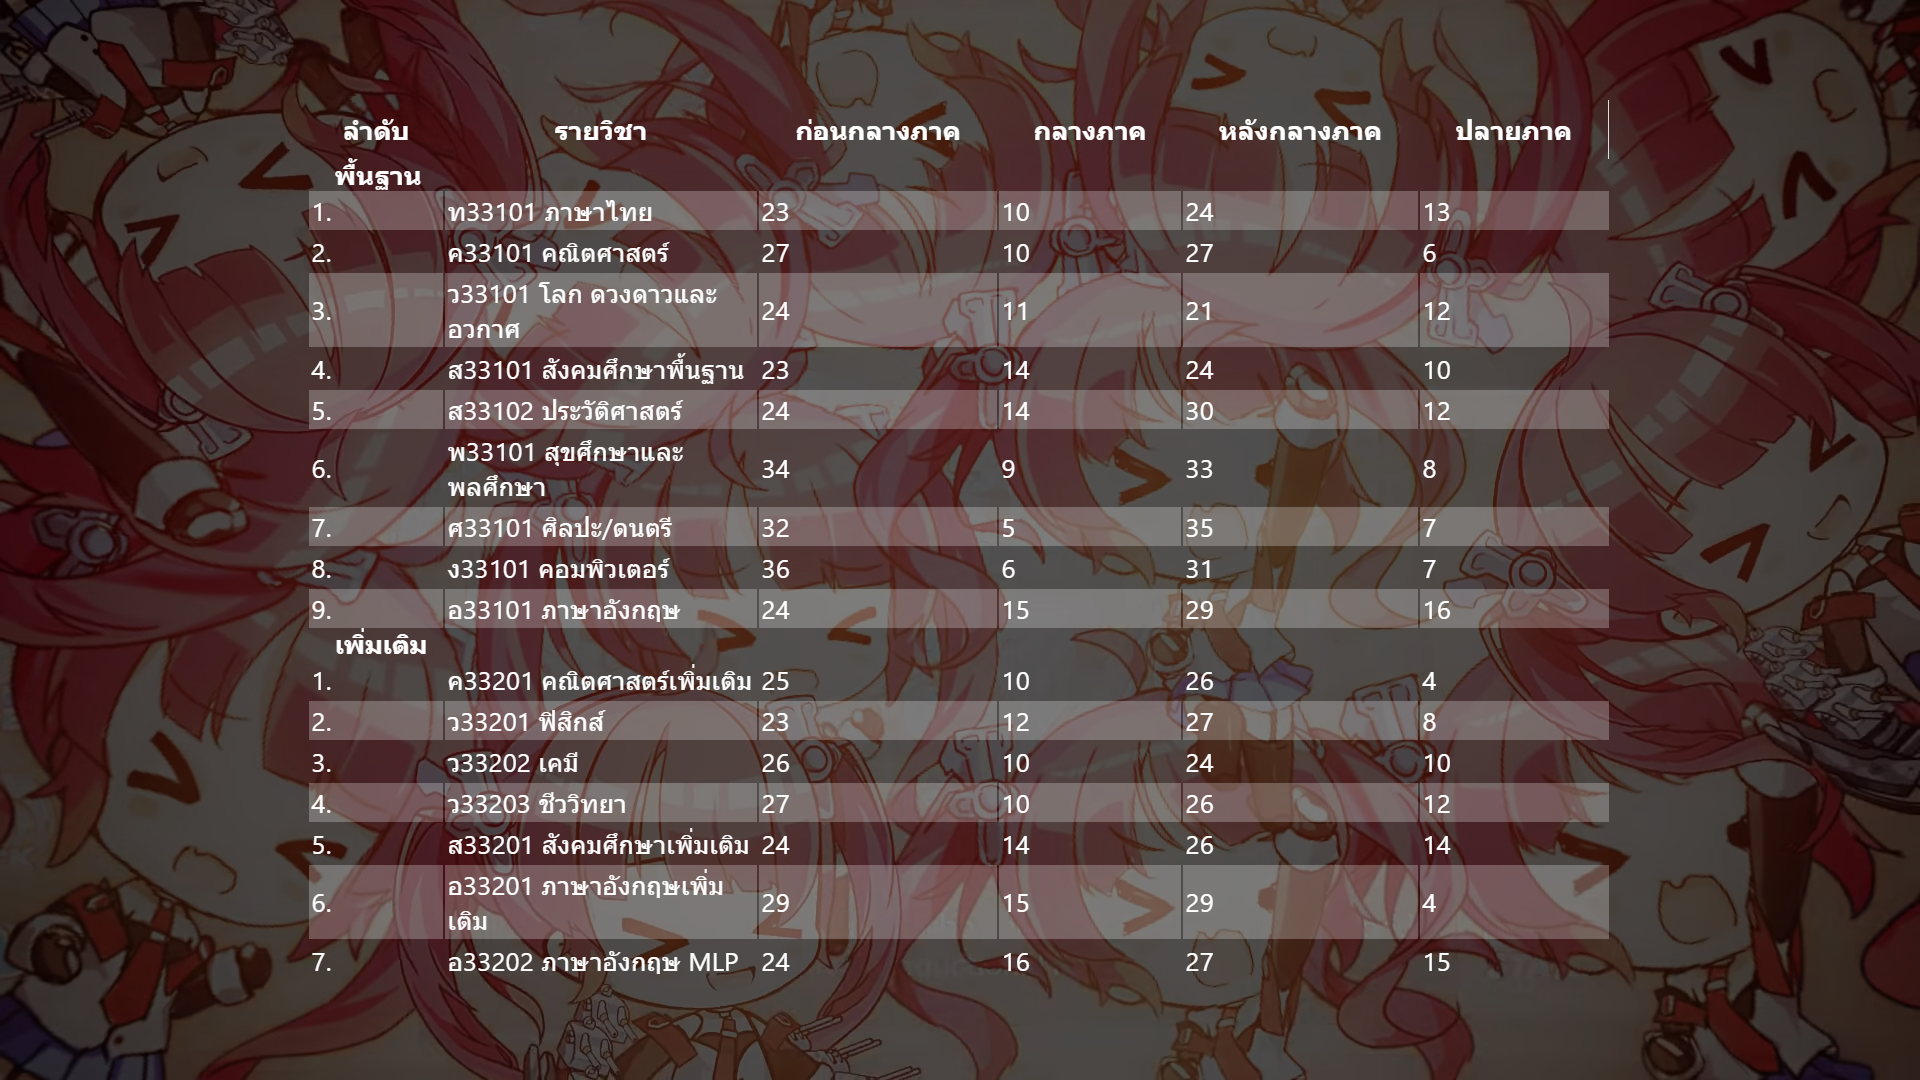 ลำดับ รายวิชา ก่อนกลางภาค กลางภาค หลังกลางภาค ปลายภาค
พื้นฐาน
1. ท33101 ภาษาไทย 23 10 24 13
2. ค33101 คณิตศาสตร์ 27 10 27 6
3. ว33101 โลก ดวงดาวและ
อวกาศ 24 11 21 12
4. ส33101 สังคมศึกษาพื้นฐาน 23 14 24 10
5. ส33102 ประวัติศาสตร์ 24 14 30 12
6. พ33101 สุขศึกษาและ
พลศึกษา 34 9 33 8
7. ศ33101 ศิลปะ/ดนตรี 32 5 35 7
8. ง33101 คอมพิวเตอร์ 36 6 31 7
9. อ33101 ภาษาอังกฤษ 24 15 29 16
เพิ่มเติม
1. ค33201 คณิตศาสตร์เพิ่มเติม 25 10 26 4
2. ว33201 ฟิสิกส์ 23 12 27 8
3. ว33202 เคมี 26 10 24 10
4. ว33203 ชีววิทยา 27 10 26 12
5. ส33201 สังคมศึกษาเพิ่มเติม 24 14 26 14
6. อ33201 ภาษาอังกฤษเพิ่ม
เติม 29 15 29 4
7. อ33202 ภาษาอังกฤษ MLP 24 16 27 15